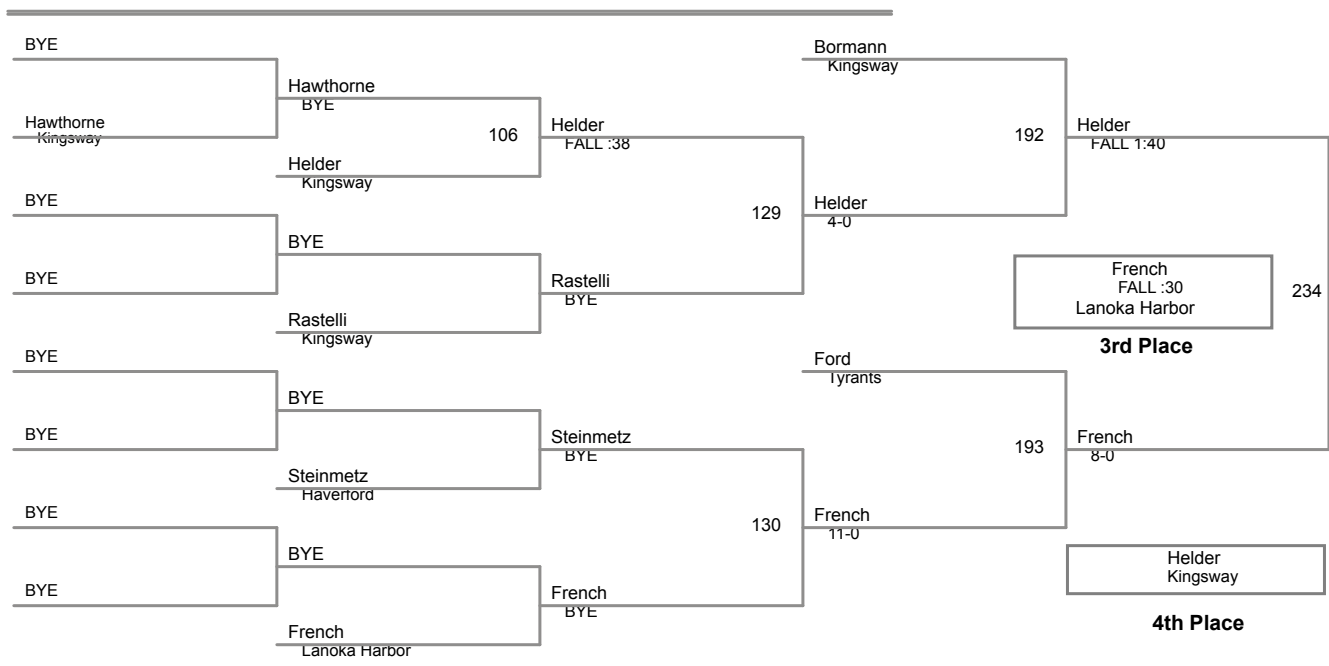 BYE
Bormann
Kingsway
Hawthorne
BYE
Hawthorne
Kingsway
106
Helder
FALL :38
192
Helder
FALL 1:40
Helder
Kingsway
BYE
129
Helder
4-0
BYE
BYE
Rastelli
BYE
French
FALL :30
Lanoka Harbor
234
Rastelli
Kingsway
3rd Place
BYE
Ford
Tyrants
BYE
BYE
Steinmetz
BYE
193
French
8-0
Steinmetz
Haverford
BYE
130
French
11-0
BYE
Helder
Kingsway
BYE
French
BYE
4th Place
French
Lanoka Harbor